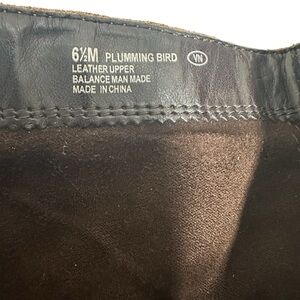 6½M PLUMMING BIRD VN
LEATHER UPPER
BALANCE MAN MADE
MADE IN CHINA